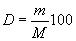 D = m/M 100